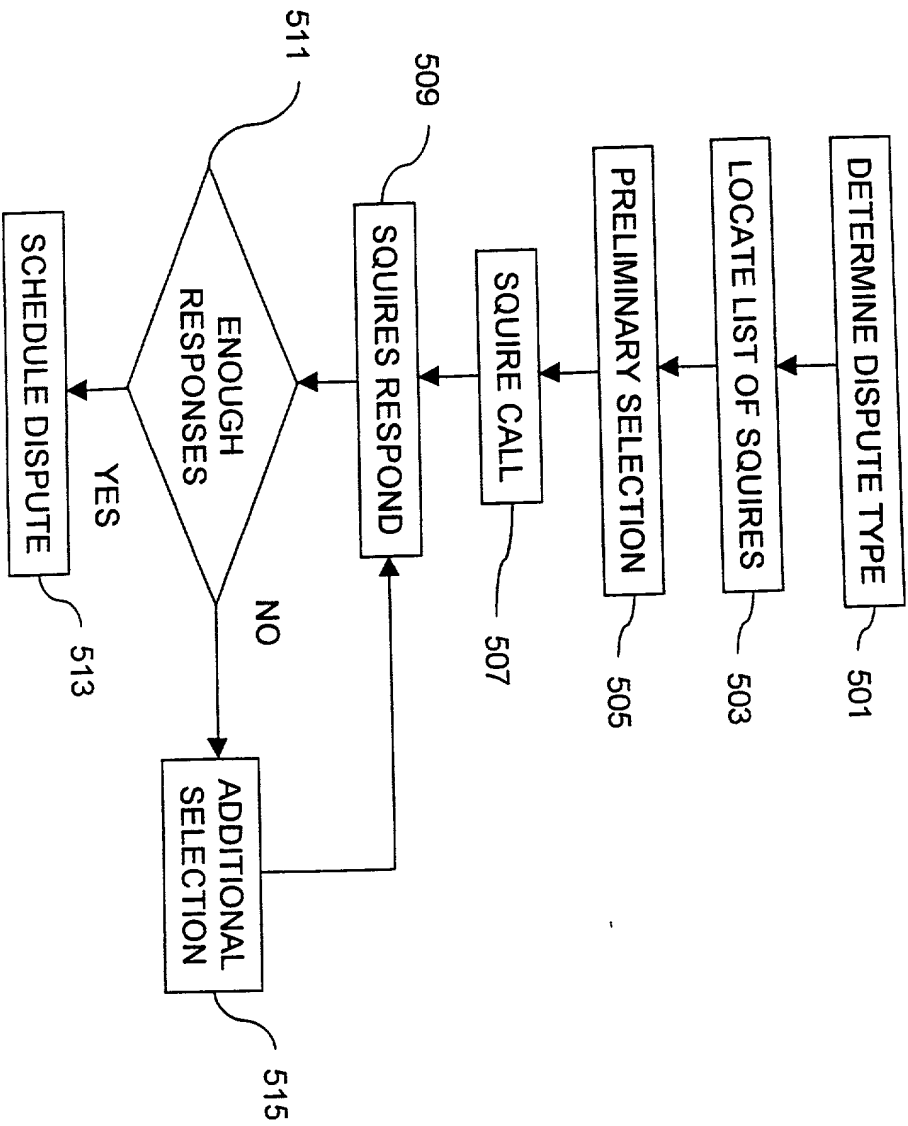 DETERMINE DISPUTE TYPE
501
LOCATE LIST OF SQUIRES
503
PRELIMINARY SELECTION
505
SQUIRE CALL
507
509
SQUIRES RESPOND
511
ENOUGH
RESPONSES
NO
YES
ADDITIONAL
SELECTION
515
SCHEDULE DISPUTE
513